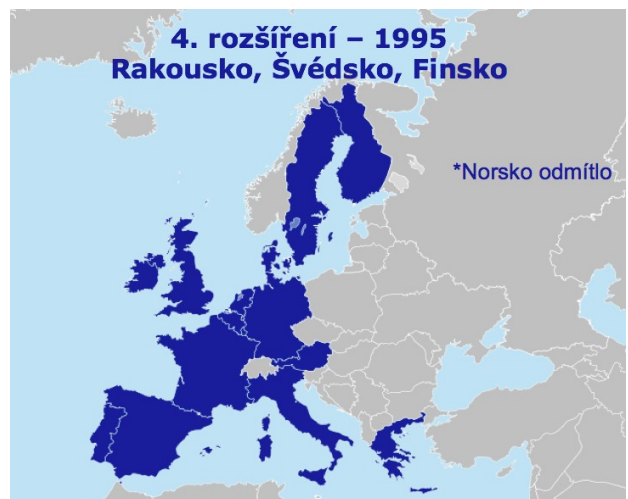 4. rozšíření – 1995
Rakousko, Švédsko, Finsko
*Norsko odmítlo